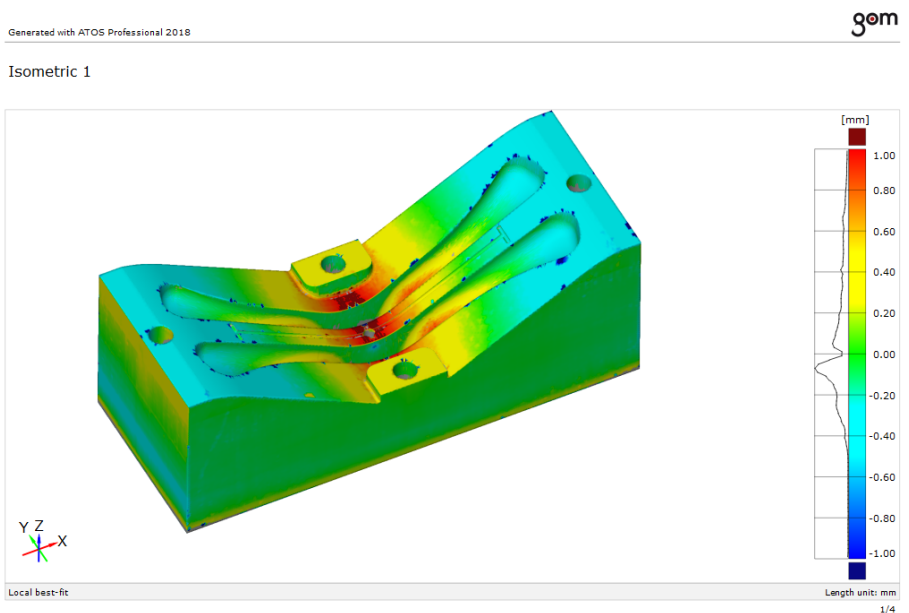 gom
Generated with ATOS Professional 2018
Isometric 1
[mm]
1.00
0.80
0.60
0.40
0.20
0.00
-0.20
-0.40
-0.60
-0.80
-1.00
Y Z
X
Local best-fit
Length unit: mm
1/4